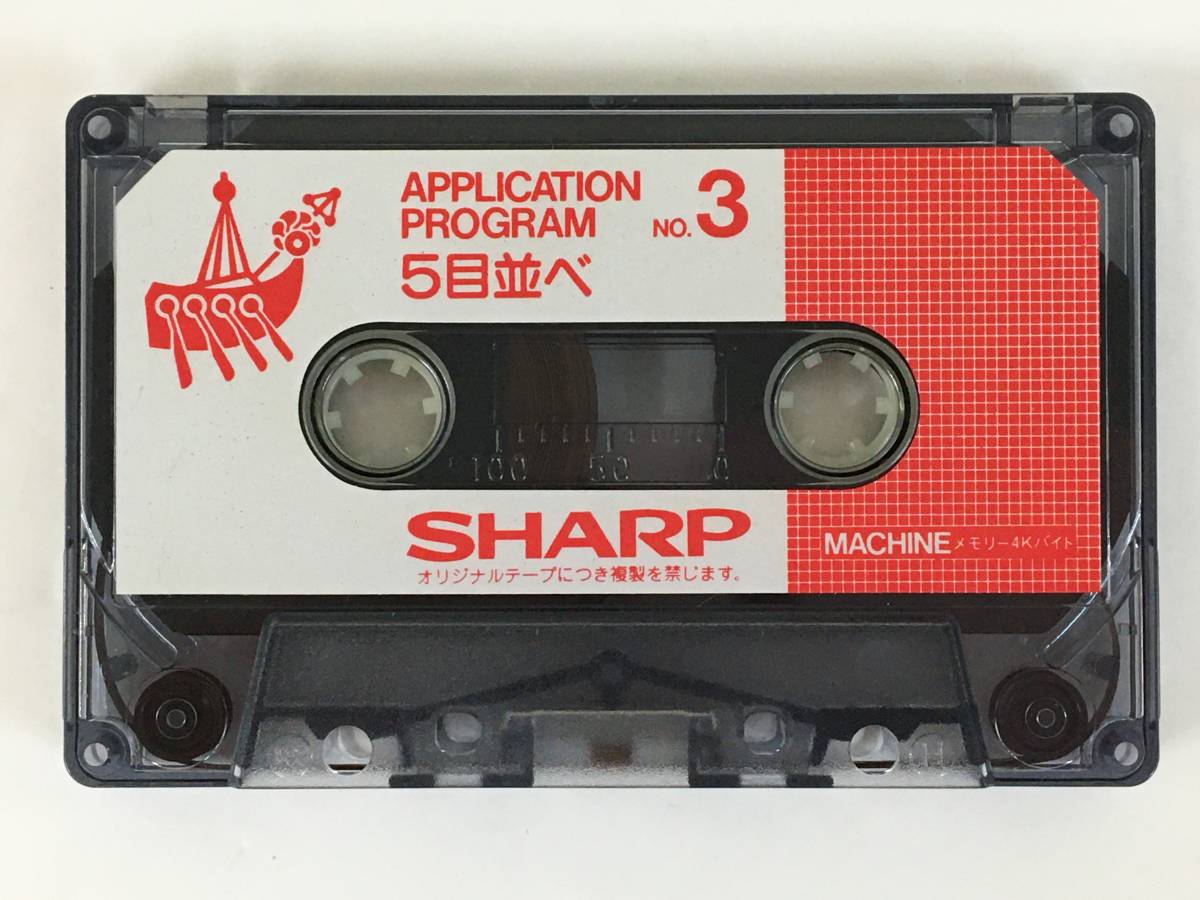 APPLICATION
PROGRAM NO. 3
5目並べ
100 50 0
SHARP
オリジナルテープにつき複製を禁じます。
MACHINE メモリー4Kバイト